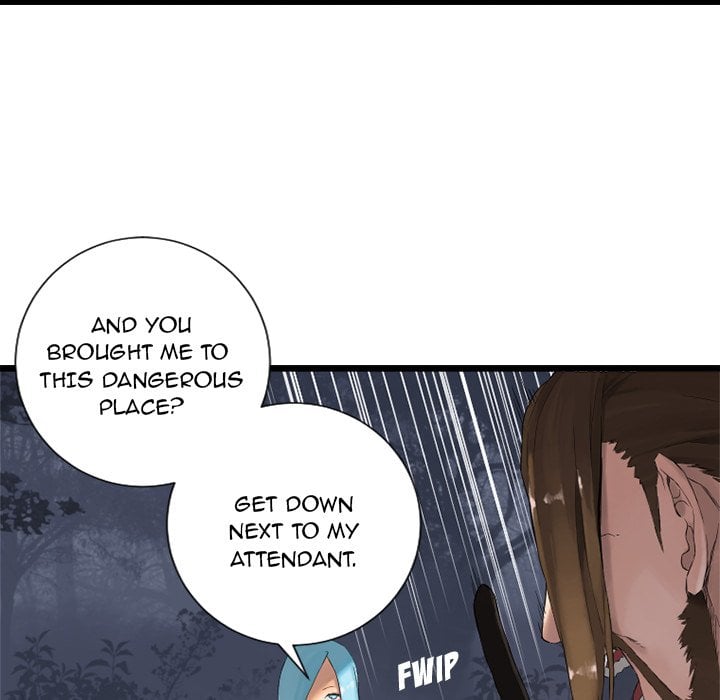 AND YOU
BROUGHT ME TO
THIS DANGEROUS
PLACE?
GET DOWN
NEXT TO MY
ATTENDANT.
FWIP